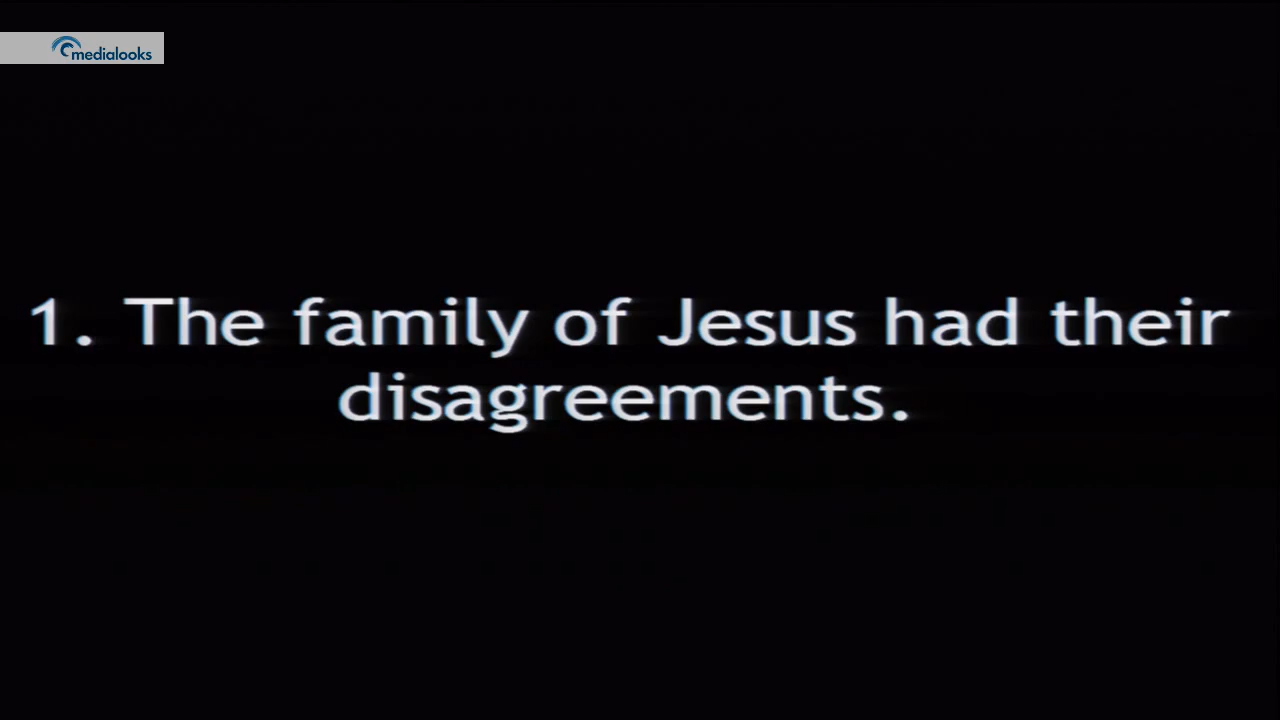 medialooks
1. The family of Jesus had their
disagreements.